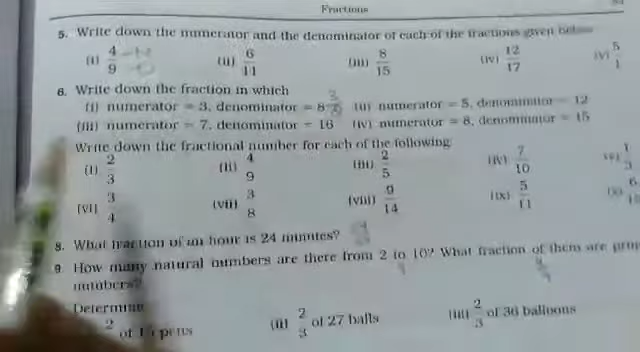 Fractions
5. Write down the numerator and the denominator of each of the fractions given below
(i) 4/9 (ii) 6/11 (iii) 8/15 (iv) 12/17 (v) 5/1
6. Write down the fraction in which
(i) numerator = 3, denominator = 8 (ii) numerator = 5, denominator = 12
(iii) numerator = 7, denominator = 16 (iv) numerator = 8, denominator = 15
Write down the fractional number for each of the following
(i) 2/3 (ii) 4/9 (iii) 2/5 (iv) 7/10 1/3
(vi) 3/4 (vii) 3/8 (viii) 9/14 (ix) 5/11
8. What fraction of an hour is 24 minutes?
9. How many natural numbers are there from 2 to 10? What fraction of them are
numbers?
Determine
2 of 15 pens (ii) 2/3 of 27 balls (iii) 2/3 of 36 balloons